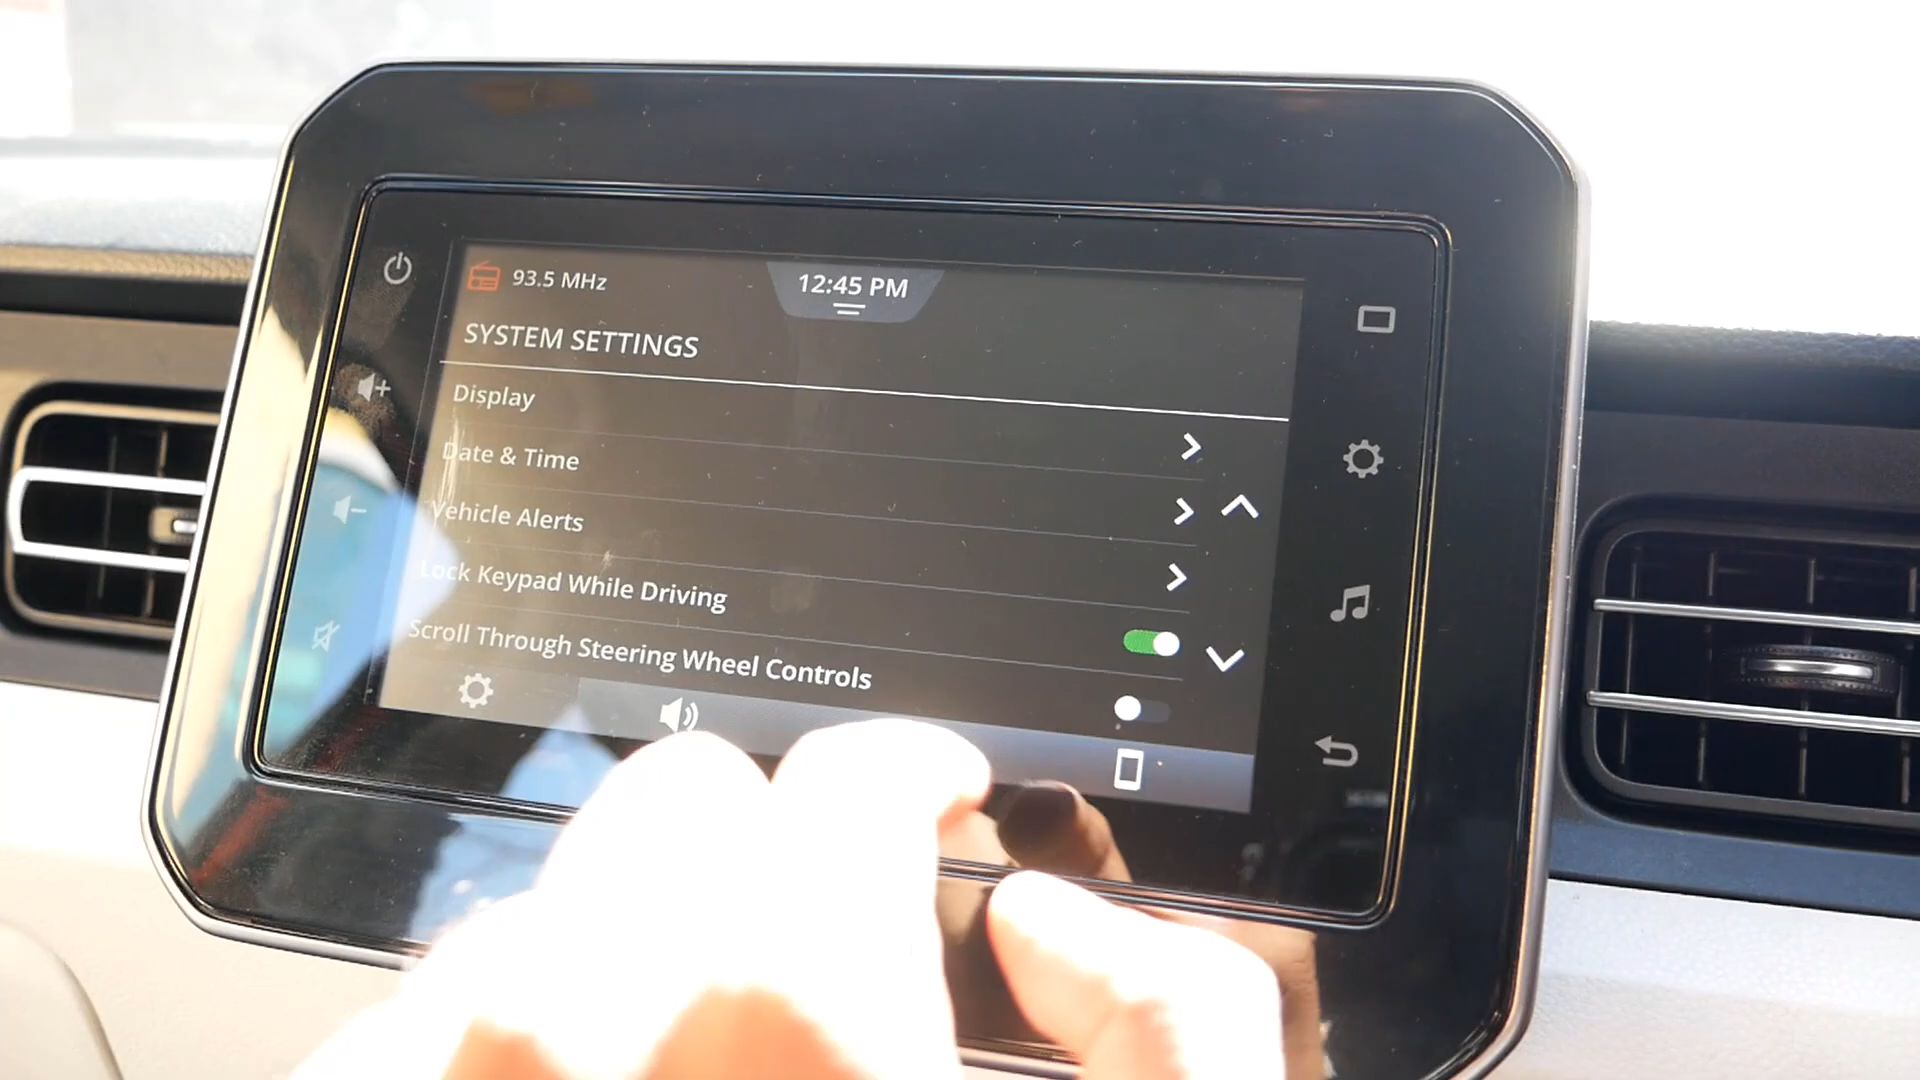 93.5 MHz
12:45 PM
SYSTEM SETTINGS
Display
Date & Time
Vehicle Alerts
Lock Keypad While Driving
Scroll Through Steering Wheel Controls